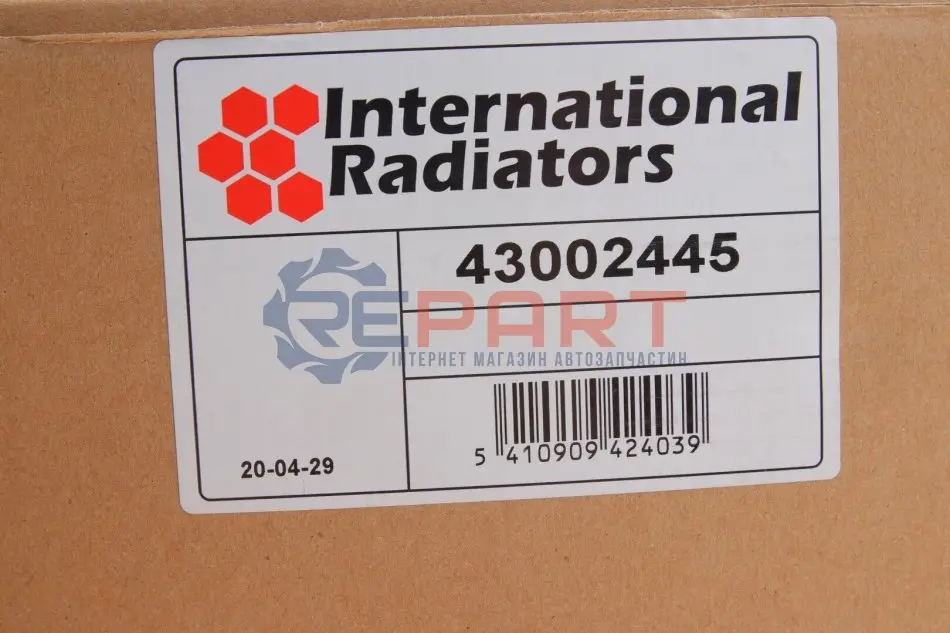 International
Radiators
43002445
REPART
ІНТЕРНЕТ МАГАЗИН АВТОЗАПЧАСТИН
5 410909 424039
20-04-29